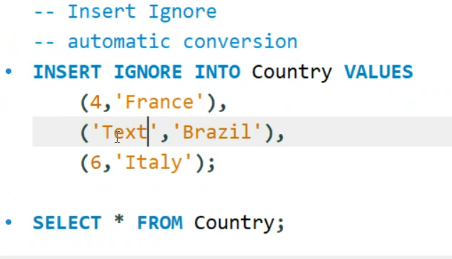 -- Insert Ignore
-- automatic conversion
INSERT IGNORE INTO Country VALUES
(4,'France'),
('Text','Brazil'),
(6,'Italy');
SELECT * FROM Country;